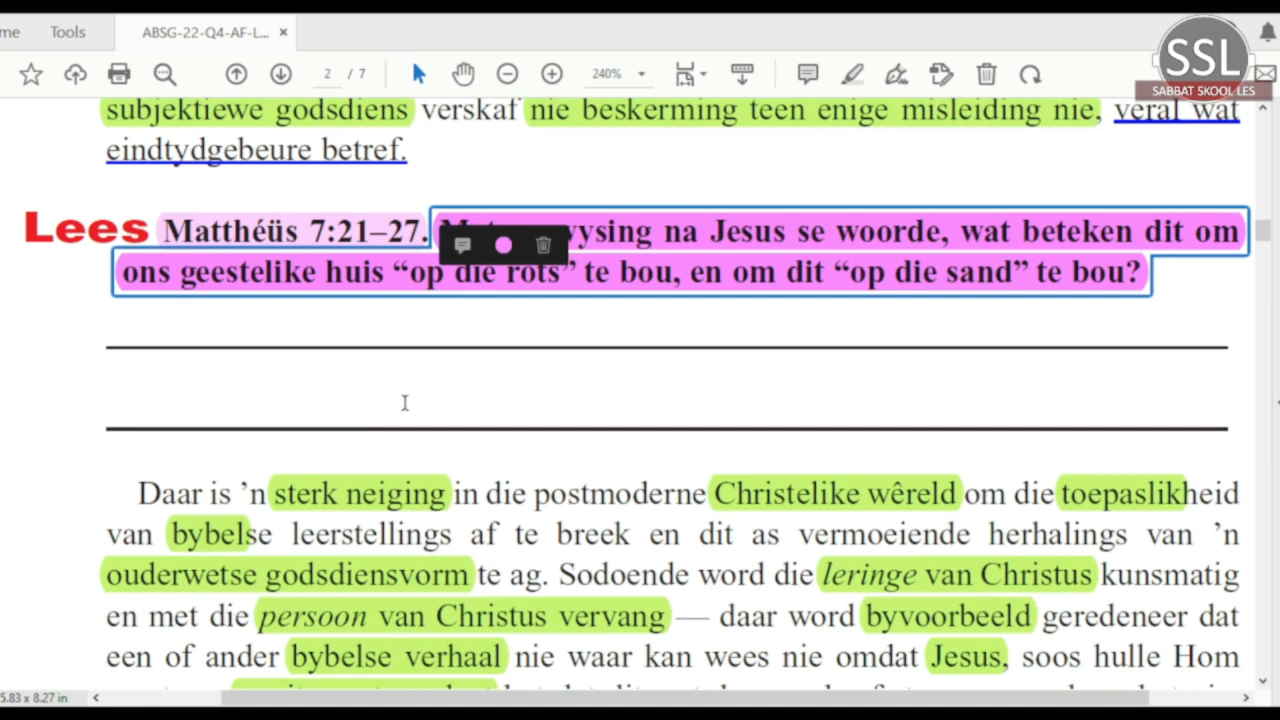 me Tools ABSG-22-Q4-AF-L... ×
2 / 7 240%
SSL
SABBAT SKOOL LES
subjektiewe godsdiens verskaf nie beskerming teen enige misleiding nie, veral wat
eindtydgebeure betref.
Lees Matthéüs 7:21–27. ysing na Jesus se woorde, wat beteken dit om
ons geestelike huis “op die rots” te bou, en om dit “op die sand” te bou?
Daar is ’n sterk neiging in die postmoderne Christelike wêreld om die toepaslikheid
van bybelse leerstellings af te breek en dit as vermoeiende herhalings van ’n
ouderwetse godsdiensvorm te ag. Sodoende word die leringe van Christus kunsmatig
en met die persoon van Christus vervang — daar word byvoorbeeld geredeneer dat
een of ander bybelse verhaal nie waar kan wees nie omdat Jesus, soos hulle Hom
5.83 x 8.27 in